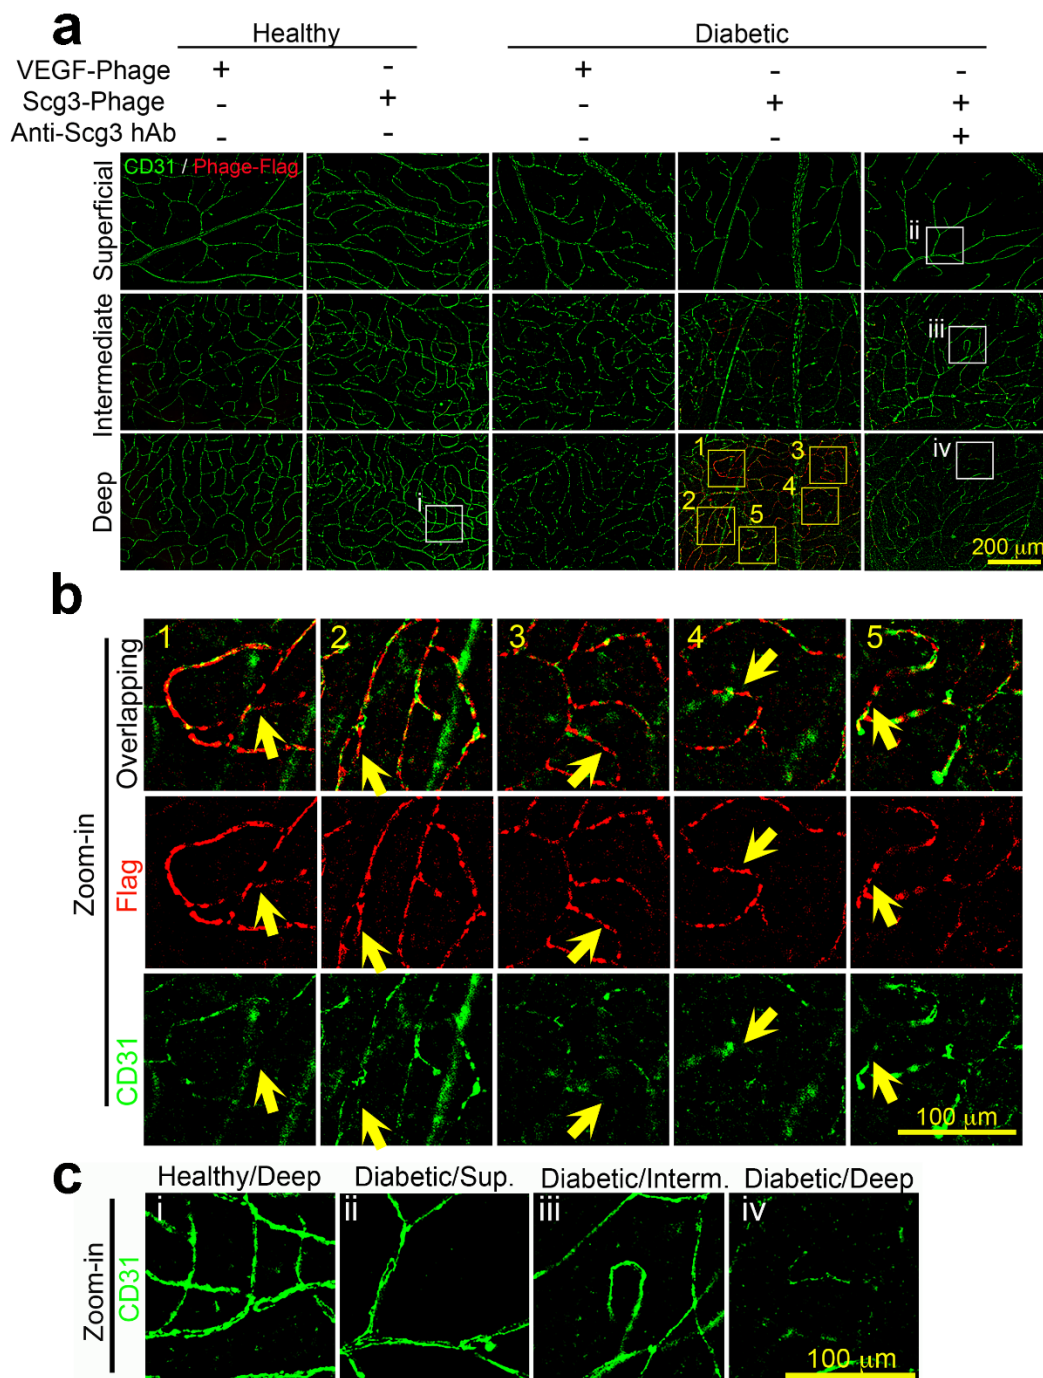 a
Healthy Diabetic
VEGF-Phage + - + - -
Scg3-Phage - + - + +
Anti-Scg3 hAb - - - - +
CD31 / Phage-Flag
Superficial
ii
Intermediate
iii
Deep
i
1 3
4
2 5
iv
200 μm
b
Zoom-in
Overlapping
1 2 3 4 5
Flag
CD31
100 μm
c
Healthy/Deep Diabetic/Sup. Diabetic/Interm. Diabetic/Deep
Zoom-in
CD31
i ii iii iv
100 μm